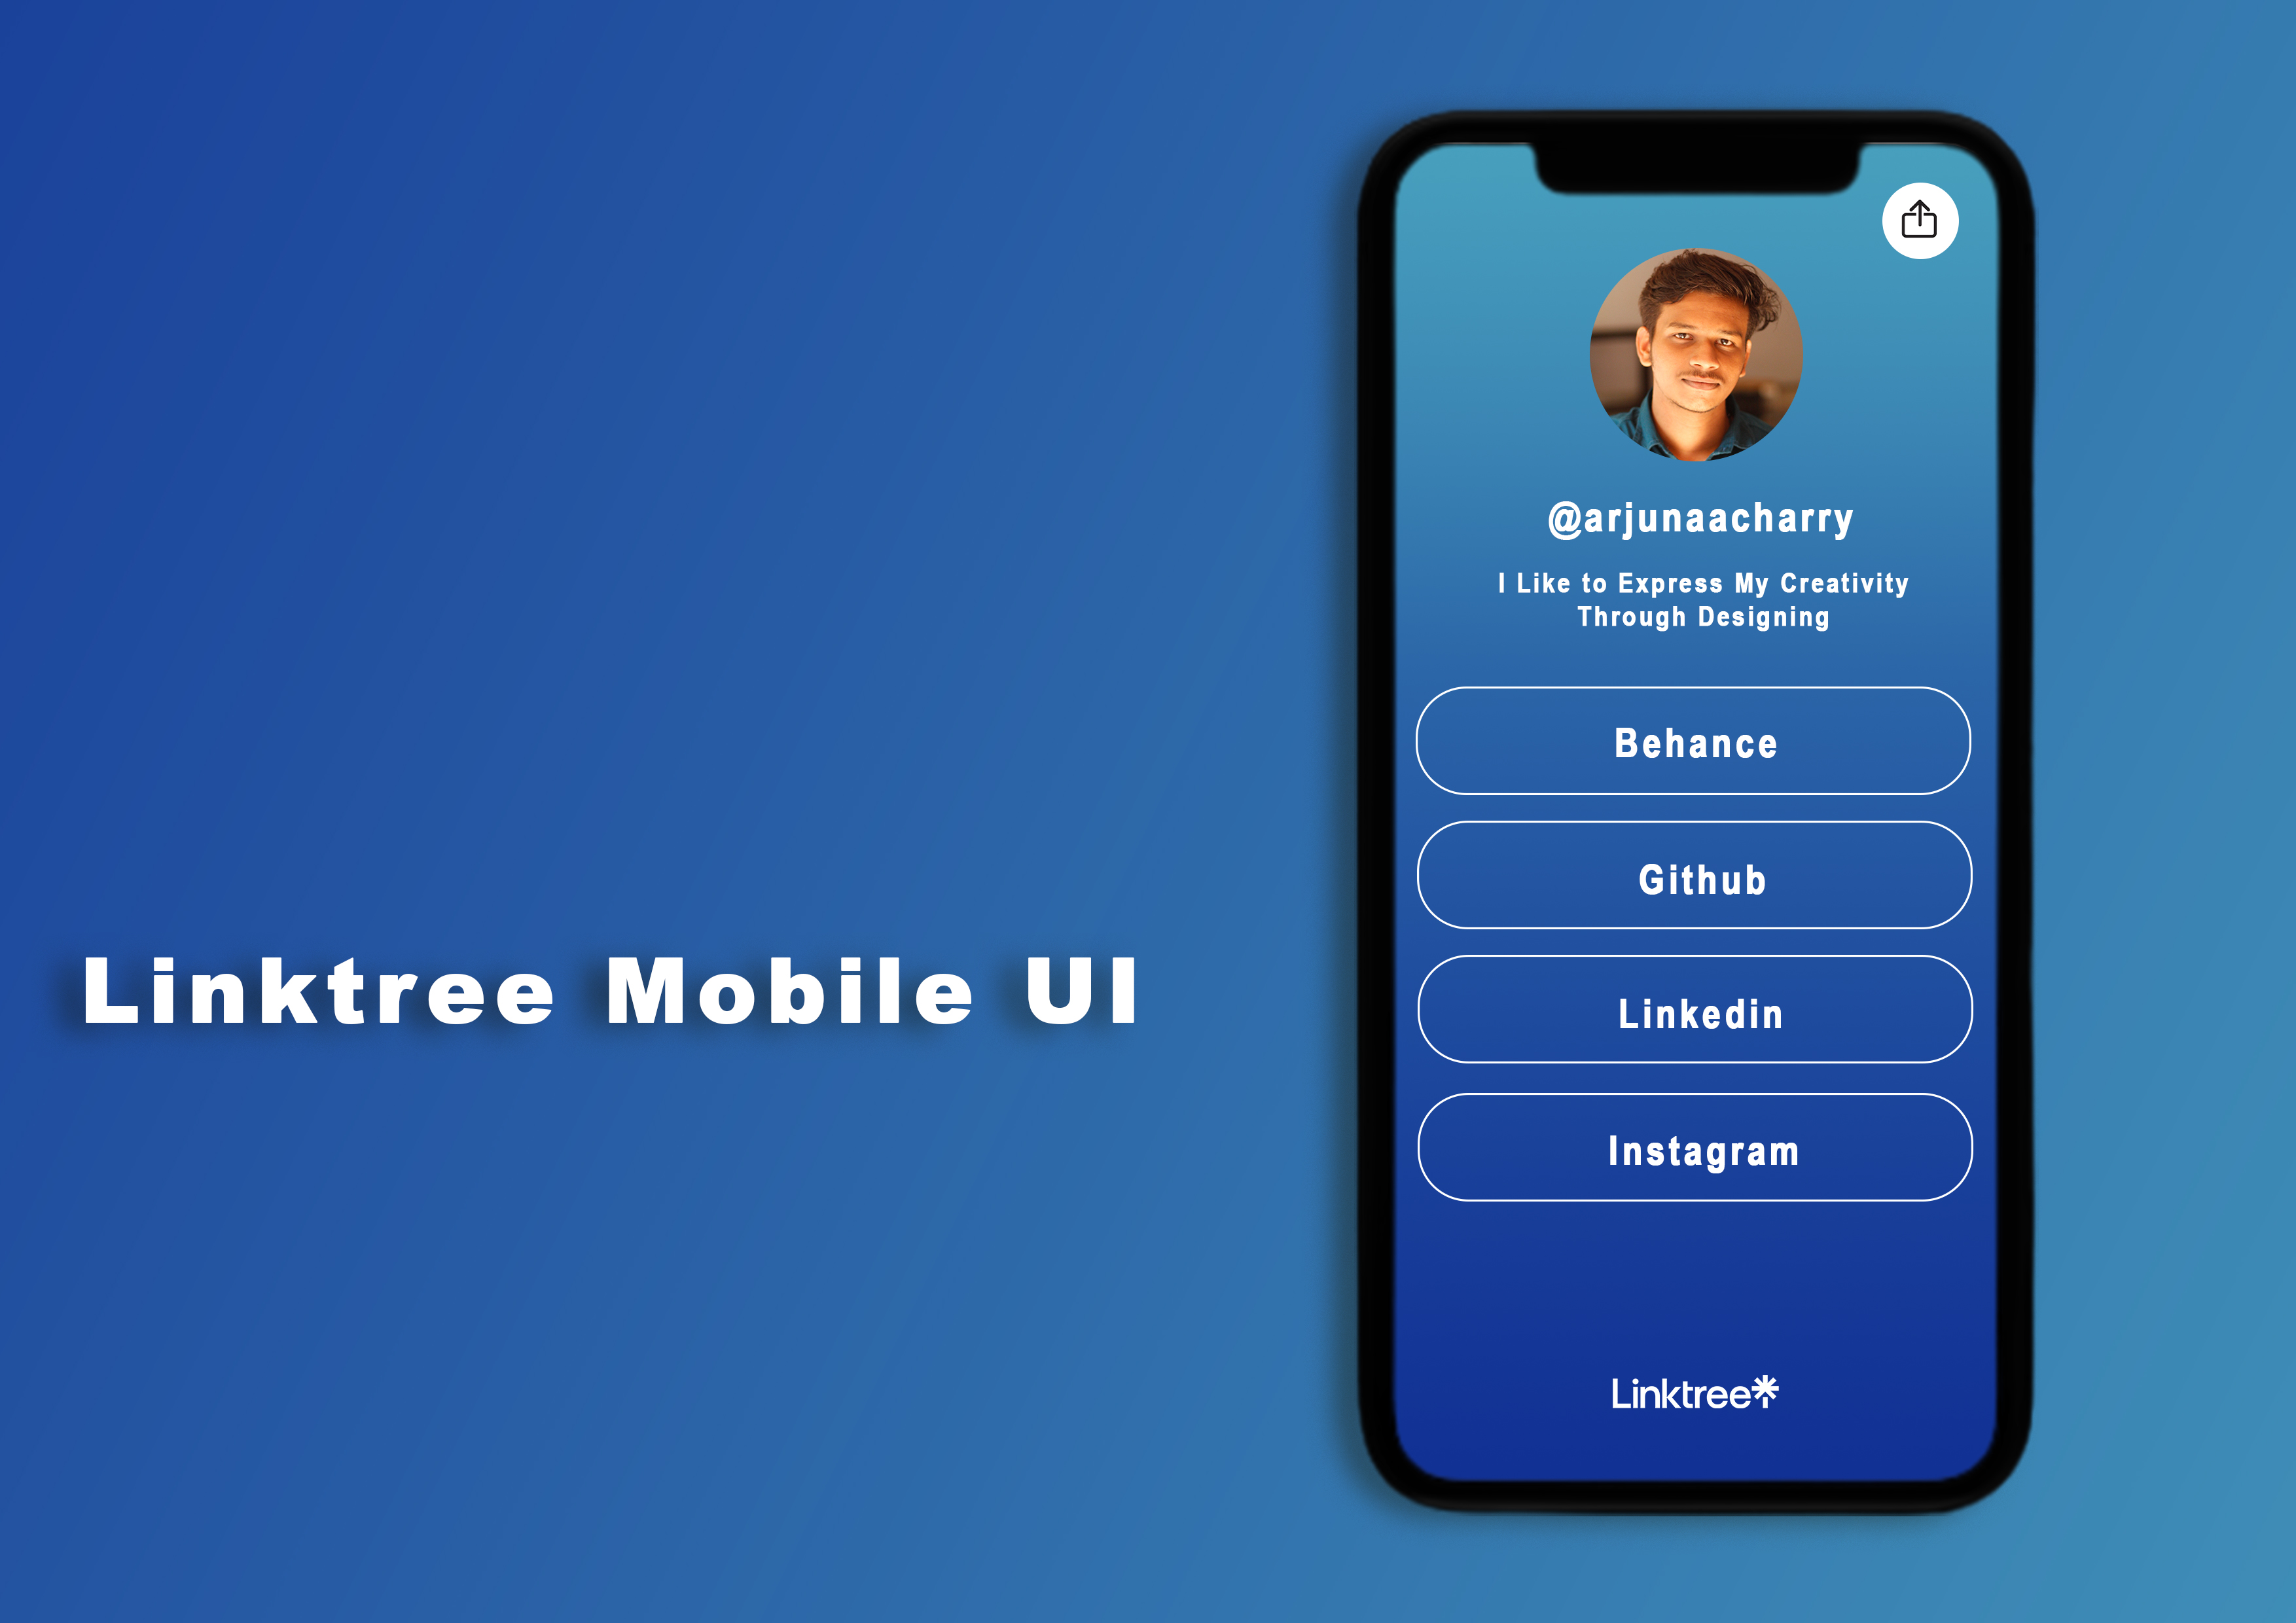 Linktree Mobile UI
@arjunaacharry
I Like to Express My Creativity
Through Designing
Behance
Github
Linkedin
Instagram
Linktree